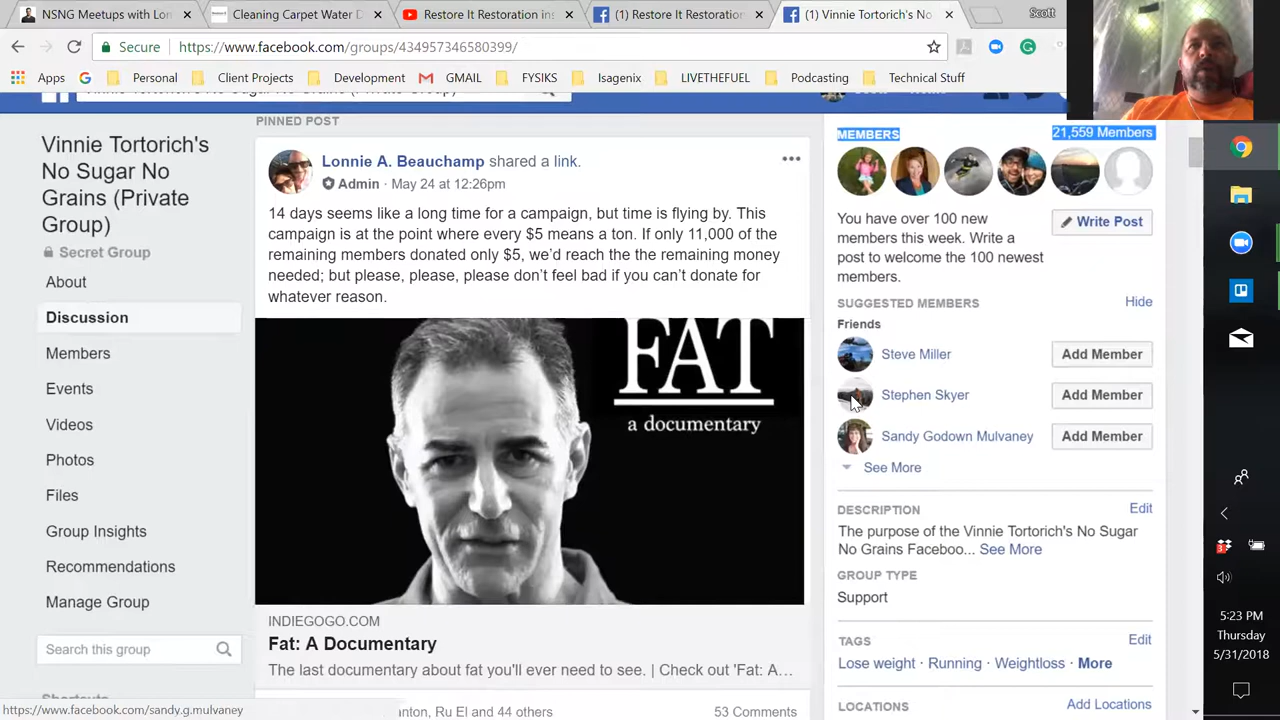 NSNG Meetups with Lon
Cleaning Carpet Water D
Restore It Restoration ins
(1) Restore It Restoration
(1) Vinnie Tortorich's No
Scott
Secure
https://www.facebook.com/groups/434957346580399/
Apps
Personal
Client Projects
Development
GMAIL
FYSIKS
Isagenix
LIVETHEFUEL
Podcasting
Technical Stuff
Vinnie Tortorich's
No Sugar No
Grains (Private
Group)
Secret Group
About
Discussion
Members
Events
Videos
Photos
Files
Group Insights
Recommendations
Manage Group
Search this group
Shortcuts
PINNED POST
Lonnie A. Beauchamp shared a link.
Admin · May 24 at 12:26pm
14 days seems like a long time for a campaign, but time is flying by. This
campaign is at the point where every $5 means a ton. If only 11,000 of the
remaining members donated only $5, we'd reach the the remaining money
needed; but please, please, please don't feel bad if you can't donate for
whatever reason.
FAT
a documentary
INDIEGOGO.COM
Fat: A Documentary
The last documentary about fat you'll ever need to see. | Check out 'Fat: A...
https://www.facebook.com/sandy.g.mulvaney
anton, Ru El and 44 others
53 Comments
MEMBERS
21,559 Members
You have over 100 new
members this week. Write a
post to welcome the 100 newest
members.
Write Post
SUGGESTED MEMBERS
Hide
Friends
Steve Miller
Add Member
Stephen Skyer
Add Member
Sandy Godown Mulvaney
Add Member
See More
DESCRIPTION
Edit
The purpose of the Vinnie Tortorich's No Sugar
No Grains Faceboo... See More
GROUP TYPE
Support
TAGS
Edit
Lose weight · Running · Weightloss · More
LOCATIONS
Add Locations
3
5:23 PM
Thursday
5/31/2018